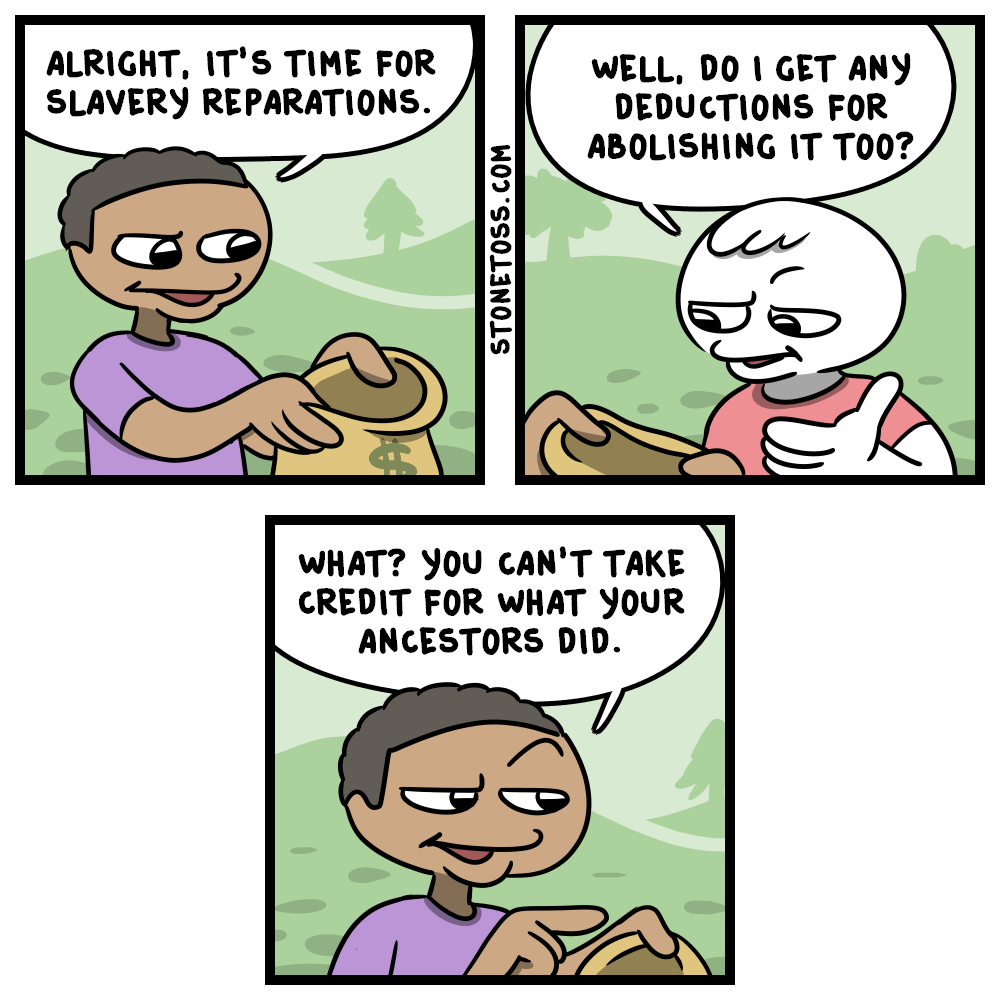 ALRIGHT, IT'S TIME FOR
SLAVERY REPARATIONS.
$
STONETOSS.COM
WELL, DO I GET ANY
DEDUCTIONS FOR
ABOLISHING IT TOO?
WHAT? YOU CAN'T TAKE
CREDIT FOR WHAT YOUR
ANCESTORS DID.